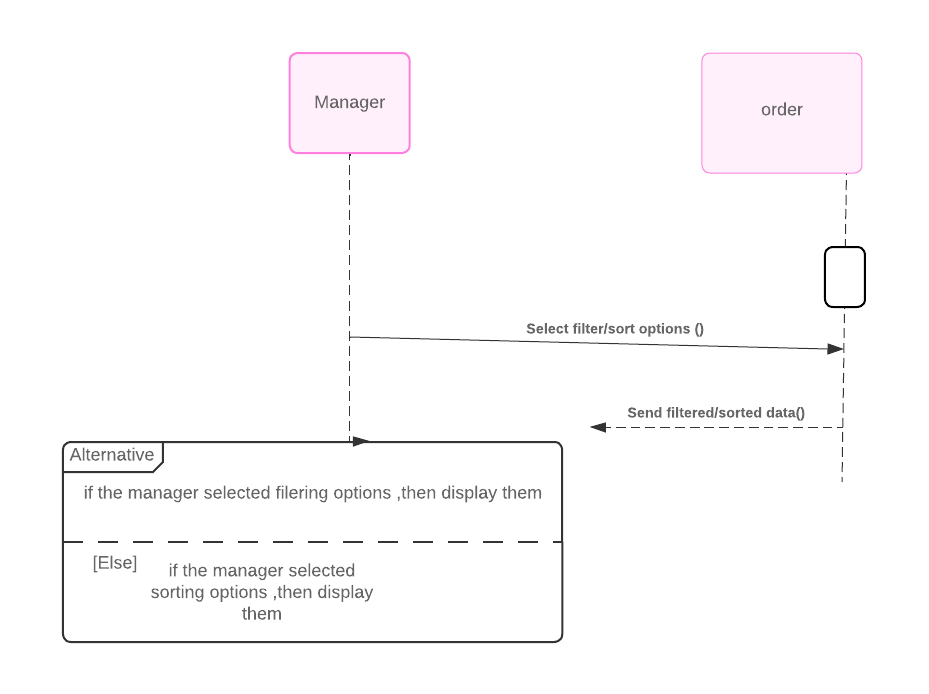 Manager
order
Select filter/sort options ()
Send filtered/sorted data()
Alternative
if the manager selected filering options ,then display them
[Else]
if the manager selected
sorting options ,then display
them